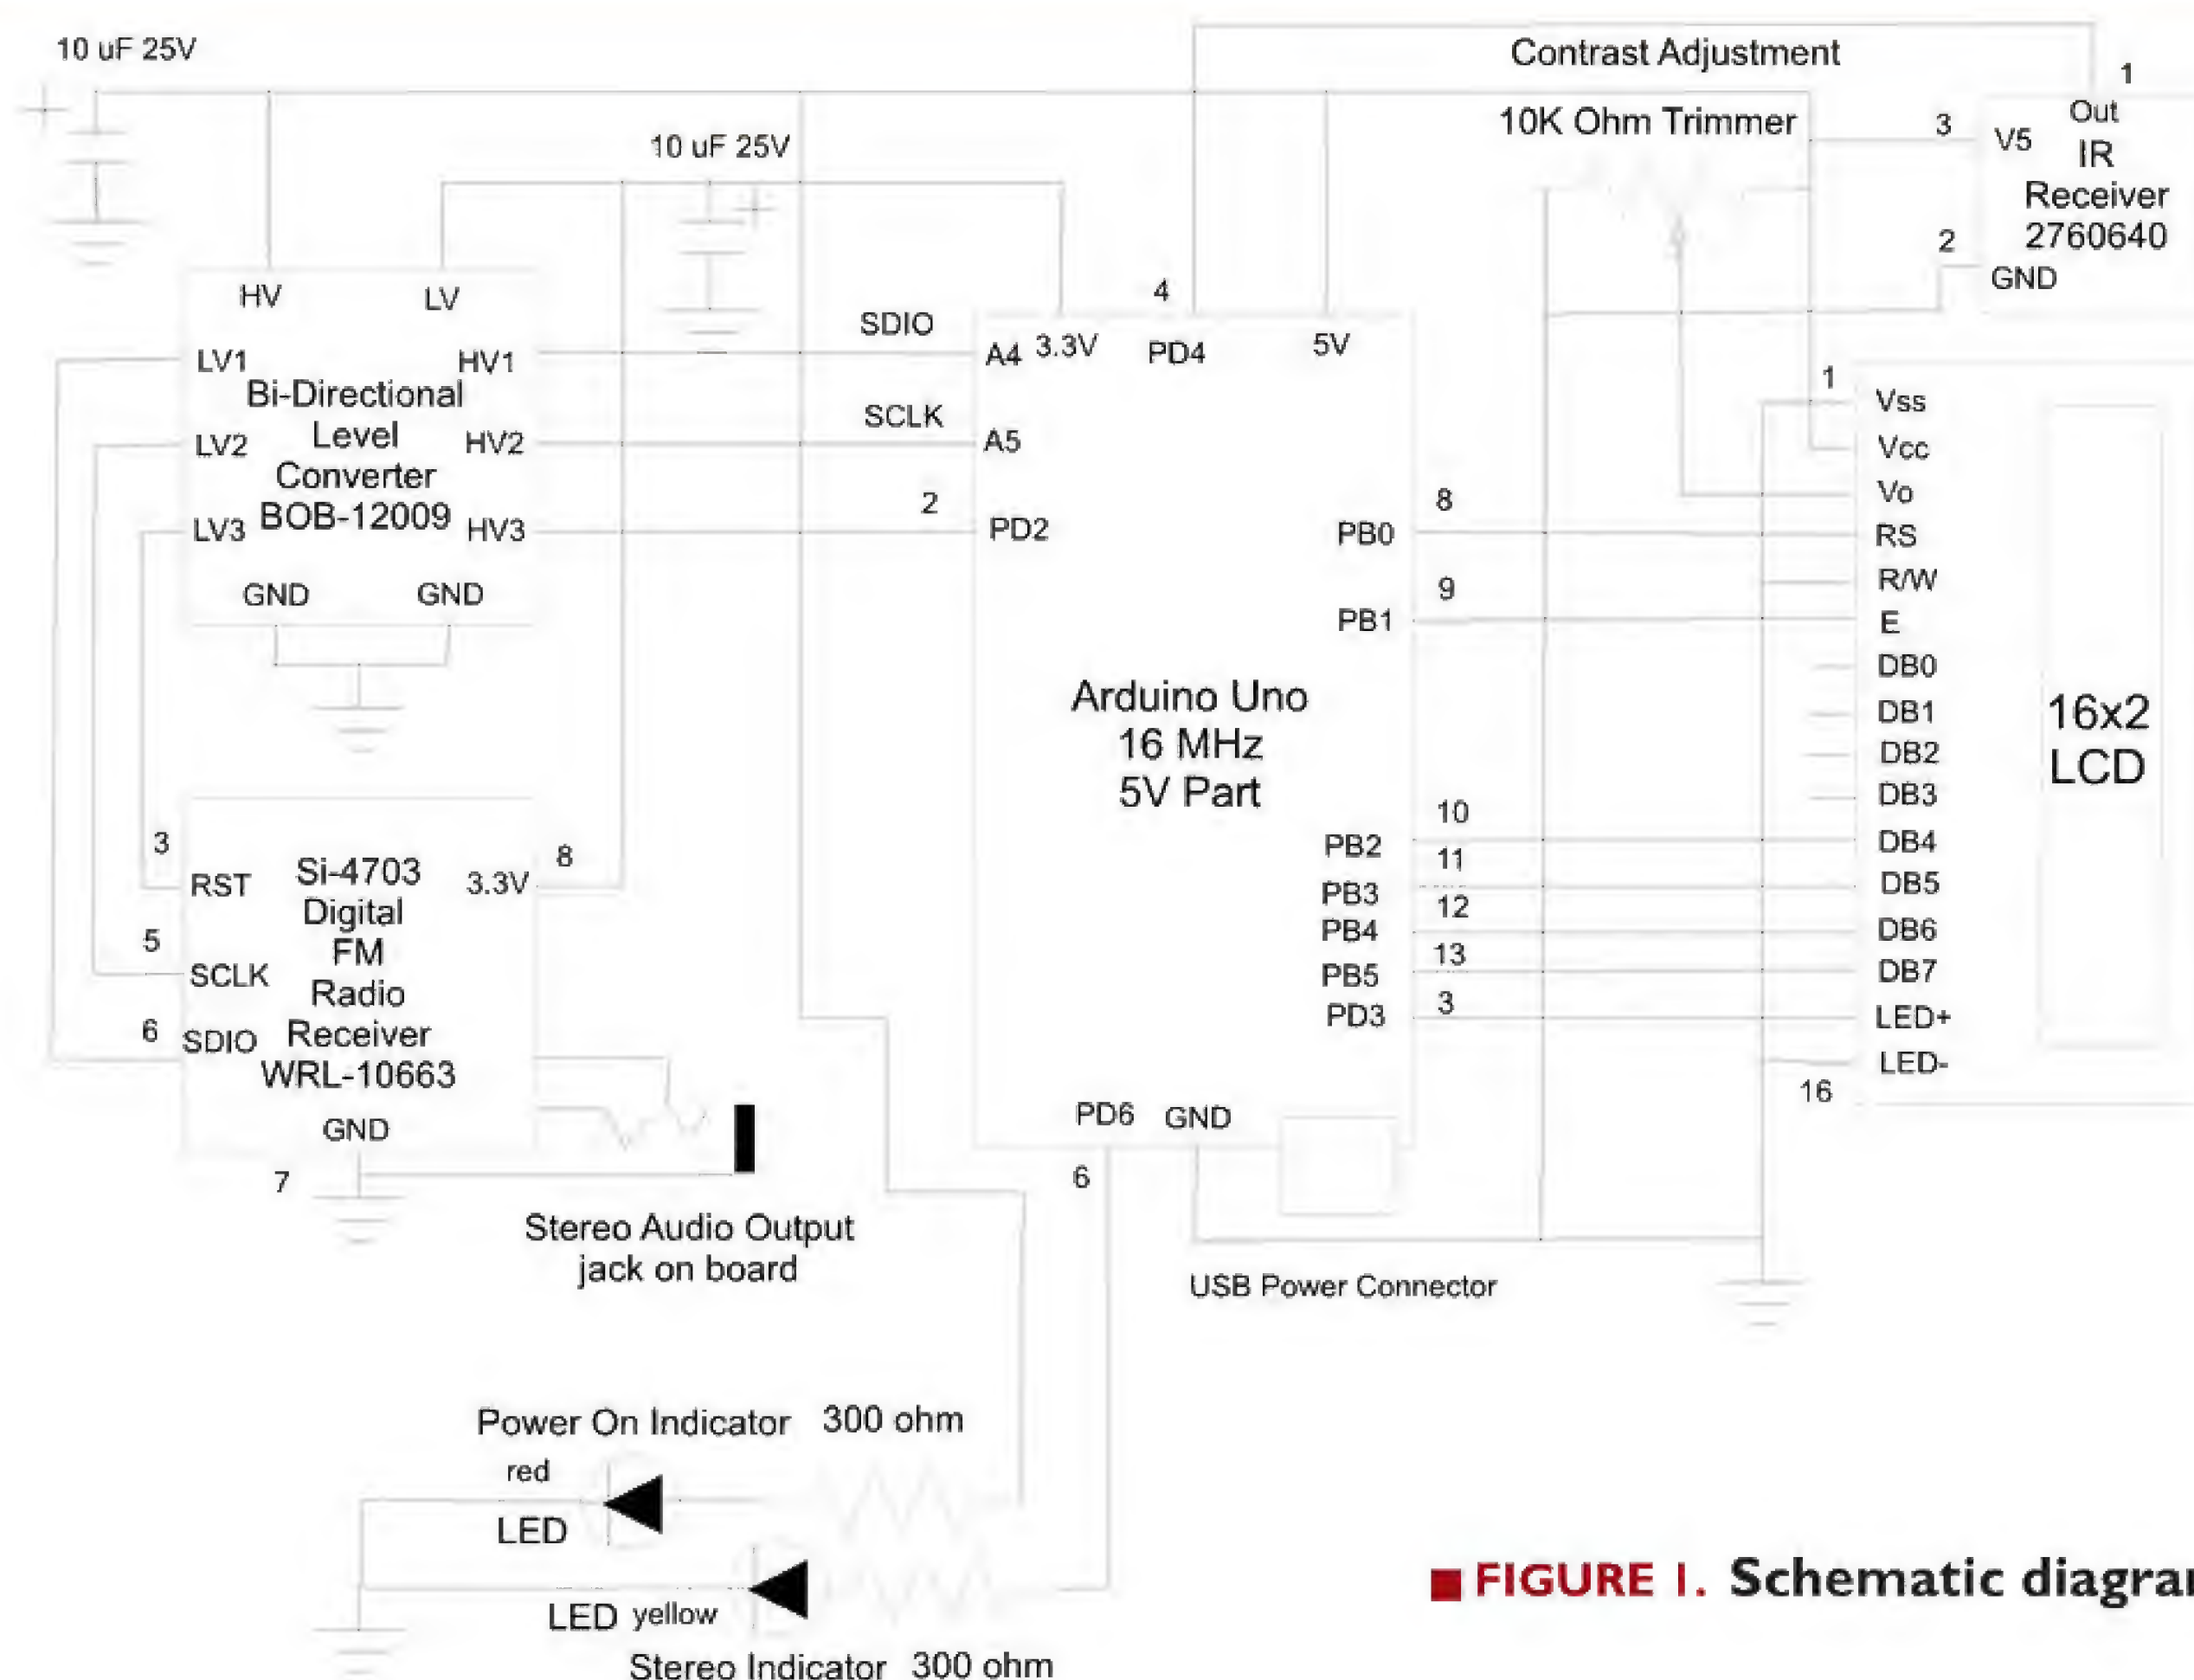 10 uF 25V
+
Contrast Adjustment
10K Ohm Trimmer
1
Out
3
V5
IR
Receiver
2760640
2
GND
10 uF 25V
+
HV
LV
LV1
HV1
Bi-Directional
Level
Converter
BOB-12009
LV2
HV2
LV3
HV3
GND
GND
SDIO
SCLK
2
4
A4
3.3V
PD4
5V
A5
PD2
PB0
8
PB1
9
Arduino Uno
16 MHz
5V Part
10
PB2
11
PB3
12
PB4
13
PB5
3
PD3
PD6
GND
6
USB Power Connector
1
Vss
Vcc
Vo
RS
R/W
E
DB0
DB1
DB2
DB3
DB4
DB5
DB6
DB7
LED+
LED-
16
16x2
LCD
3
RST
5
SCLK
6
SDIO
Si-4703
Digital
FM
Radio
Receiver
WRL-10663
3.3V
8
GND
7
Stereo Audio Output
jack on board
Power On Indicator 300 ohm
red
LED
LED yellow
Stereo Indicator 300 ohm
FIGURE 1. Schematic diagra